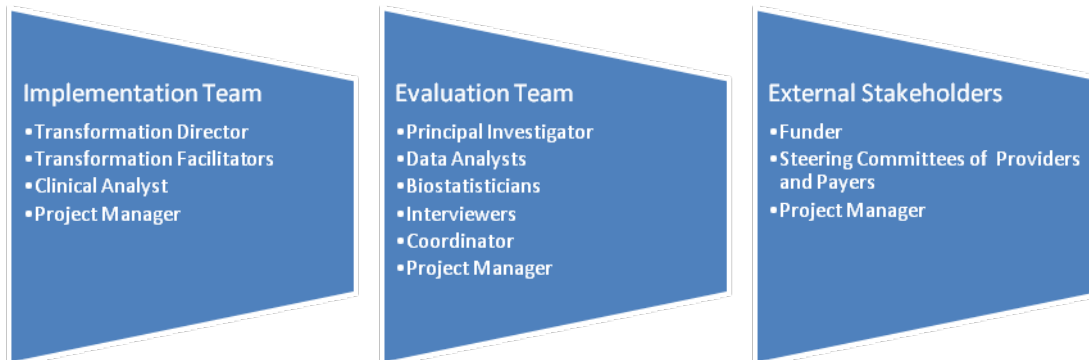 Implementation Team
•Transformation Director
•Transformation Facilitators
•Clinical Analyst
•Project Manager
Evaluation Team
•Principal Investigator
•Data Analysts
•Biostatisticians
•Interviewers
•Coordinator
•Project Manager
External Stakeholders
•Funder
•Steering Committees of Providers
and Payers
•Project Manager